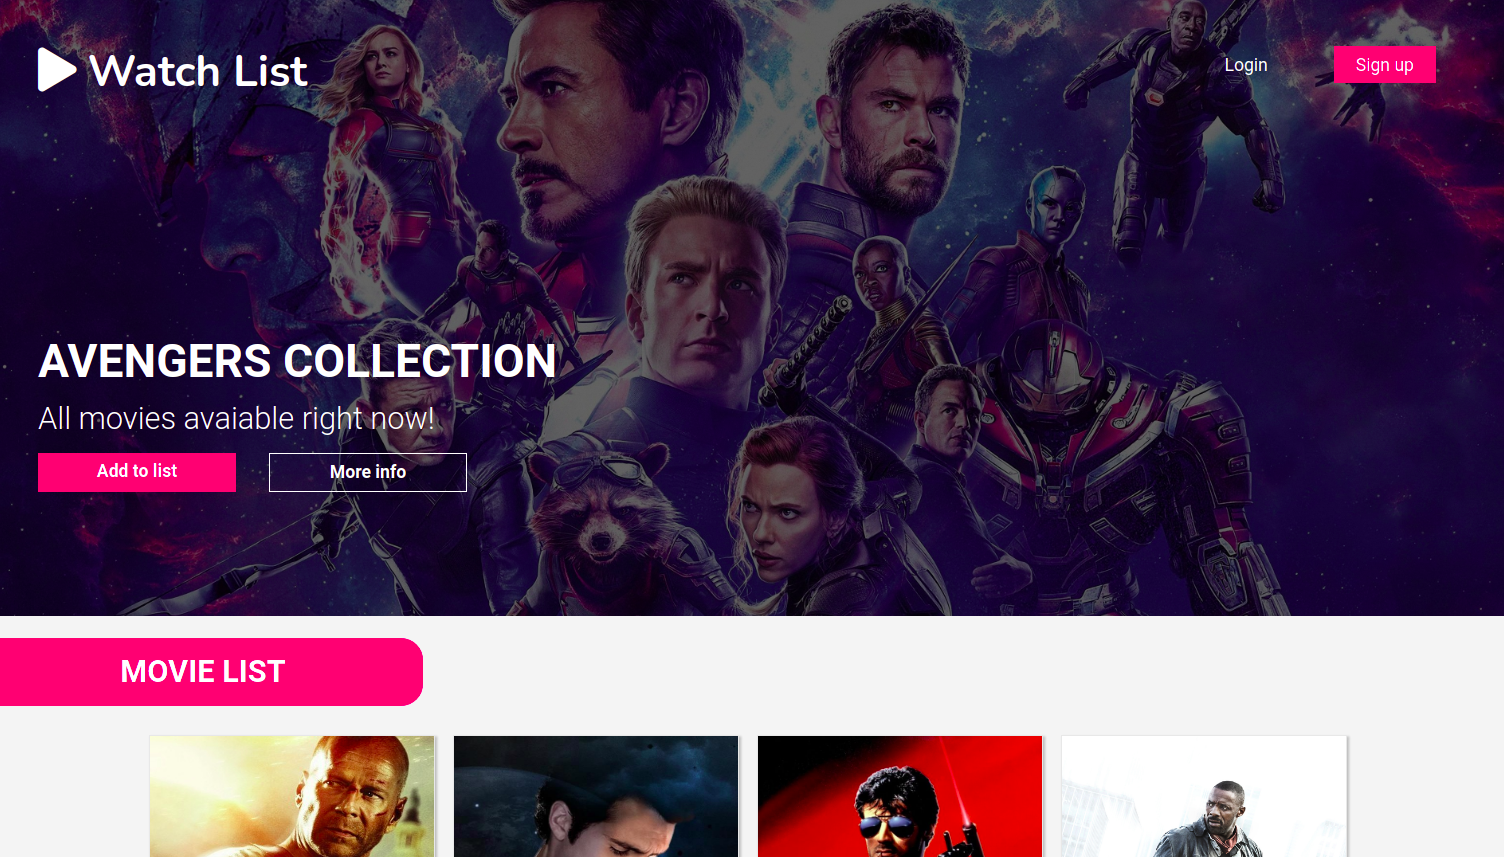 Watch List
Login
Sign up
AVENGERS COLLECTION
All movies avaiable right now!
Add to list
More info
MOVIE LIST